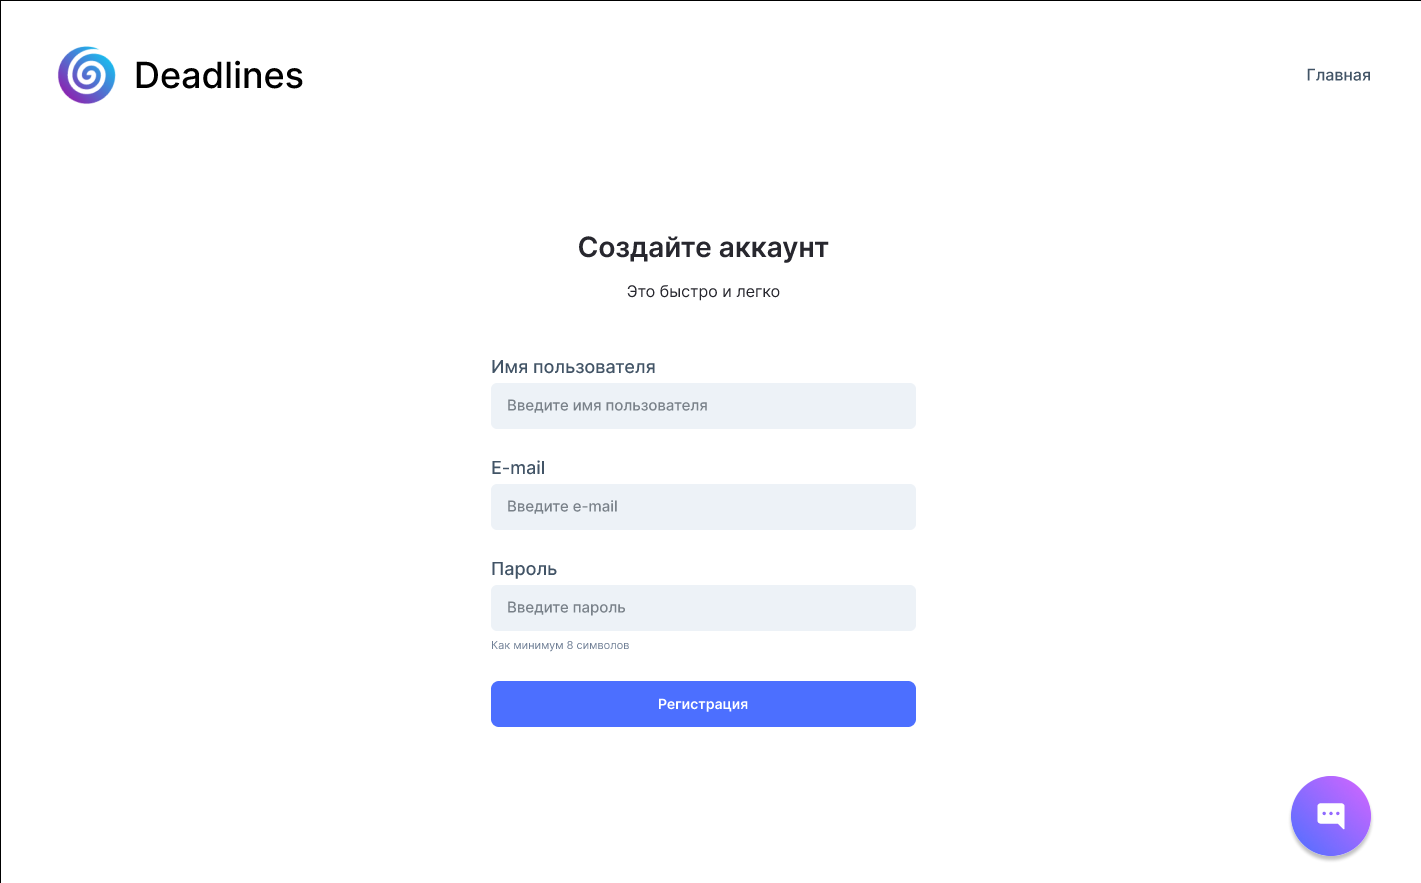 Deadlines
Главная
Создайте аккаунт
Это быстро и легко
Имя пользователя
Введите имя пользователя
E-mail
Введите e-mail
Пароль
Введите пароль
Как минимум 8 символов
Регистрация